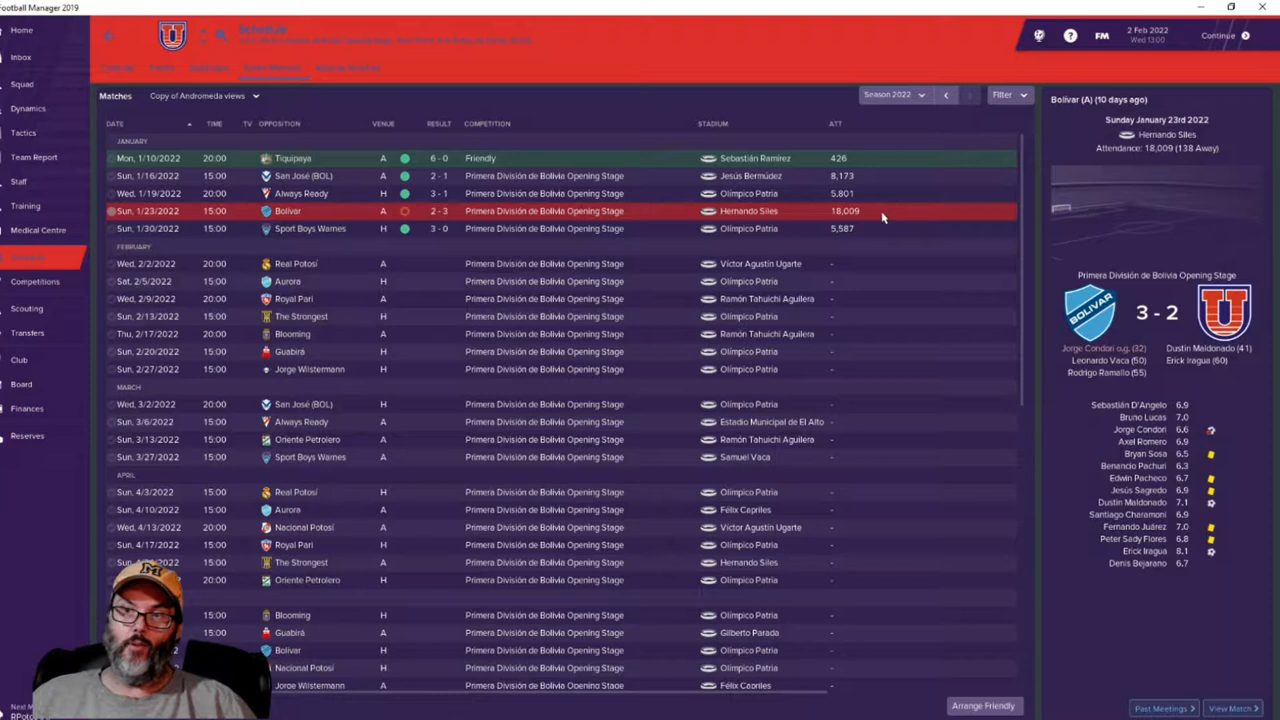 Football Manager 2019
Home
Inbox
Squad
Dynamics
Tactics
Team Report
Staff
Training
Medical Centre
Schedule
Competitions
Scouting
Transfers
Club
Board
Finances
Reserves
Schedule
2 Feb 2022
Wed 13:00
FM
Continue
Matches Copy of Andromeda views
Season 2022
Filter
DATE TIME TV OPPOSITION VENUE RESULT COMPETITION STADIUM ATT
JANUARY
Mon, 1/10/2022 20:00 Tiquipaya A 6 - 0 Friendly Sebastián Ramírez 426
Sun, 1/16/2022 15:00 San José (BOL) A 2 - 1 Primera División de Bolivia Opening Stage Jesús Bermúdez 8,173
Wed, 1/19/2022 20:00 Always Ready H 3 - 1 Primera División de Bolivia Opening Stage Olímpico Patria 5,801
Sun, 1/23/2022 15:00 Bolívar A 2 - 3 Primera División de Bolivia Opening Stage Hernando Siles 18,009
Sun, 1/30/2022 15:00 Sport Boys Warnes H 3 - 0 Primera División de Bolivia Opening Stage Olímpico Patria 5,587
FEBRUARY
Wed, 2/2/2022 20:00 Real Potosí A Primera División de Bolivia Opening Stage Víctor Agustín Ugarte -
Sat, 2/5/2022 15:00 Aurora H Primera División de Bolivia Opening Stage Olímpico Patria -
Wed, 2/9/2022 20:00 Royal Pari A Primera División de Bolivia Opening Stage Ramón Tahuichi Aguilera -
Sun, 2/13/2022 15:00 The Strongest H Primera División de Bolivia Opening Stage Olímpico Patria -
Thu, 2/17/2022 20:00 Blooming A Primera División de Bolivia Opening Stage Ramón Tahuichi Aguilera -
Sun, 2/20/2022 15:00 Guabirá H Primera División de Bolivia Opening Stage Olímpico Patria -
Sun, 2/27/2022 15:00 Jorge Wilstermann H Primera División de Bolivia Opening Stage Olímpico Patria -
MARCH
Wed, 3/2/2022 20:00 San José (BOL) H Primera División de Bolivia Opening Stage Olímpico Patria -
Sun, 3/6/2022 15:00 Always Ready A Primera División de Bolivia Opening Stage Estadio Municipal de El Alto -
Sun, 3/13/2022 15:00 Oriente Petrolero A Primera División de Bolivia Opening Stage Ramón Tahuichi Aguilera -
Sun, 3/27/2022 15:00 Sport Boys Warnes A Primera División de Bolivia Opening Stage Samuel Vaca -
APRIL
Sun, 4/3/2022 15:00 Real Potosí H Primera División de Bolivia Opening Stage Olímpico Patria -
Sun, 4/10/2022 15:00 Aurora A Primera División de Bolivia Opening Stage Félix Capriles -
Wed, 4/13/2022 20:00 Nacional Potosí A Primera División de Bolivia Opening Stage Víctor Agustín Ugarte -
Sun, 4/17/2022 15:00 Royal Pari H Primera División de Bolivia Opening Stage Olímpico Patria -
15:00 The Strongest A Primera División de Bolivia Opening Stage Hernando Siles -
20:00 Oriente Petrolero H Primera División de Bolivia Opening Stage Olímpico Patria -
15:00 Blooming H Primera División de Bolivia Opening Stage Olímpico Patria -
15:00 Guabirá A Primera División de Bolivia Opening Stage Gilberto Parada -
Bolívar H Primera División de Bolivia Opening Stage Olímpico Patria -
Nacional Potosí H Primera División de Bolivia Opening Stage Olímpico Patria -
Jorge Wilstermann A Primera División de Bolivia Opening Stage Félix Capriles -
Arrange Friendly
Bolívar (A) (10 days ago)
Sunday January 23rd 2022
Hernando Siles
Attendance: 18,009 (138 Away)
Primera División de Bolivia Opening Stage
BOLIVAR 3 - 2 U
Jorge Condori o.g. (32) Dustin Maldonado (41)
Leonardo Vaca (50) Erick Iragua (60)
Rodrigo Ramallo (55)
Sebastián D'Angelo 6.9
Bruno Lucas 7.0
Jorge Condori 6.6
Axel Romero 6.9
Bryan Sosa 6.5
Benancio Pachuri 6.3
Edwin Pacheco 6.7
Jesús Sagredo 6.9
Dustin Maldonado 7.1
Santiago Charamoni 6.9
Fernando Juárez 7.0
Peter Sady Flores 6.8
Erick Iragua 8.1
Denis Bejarano 6.7
Past Meetings > View Match >